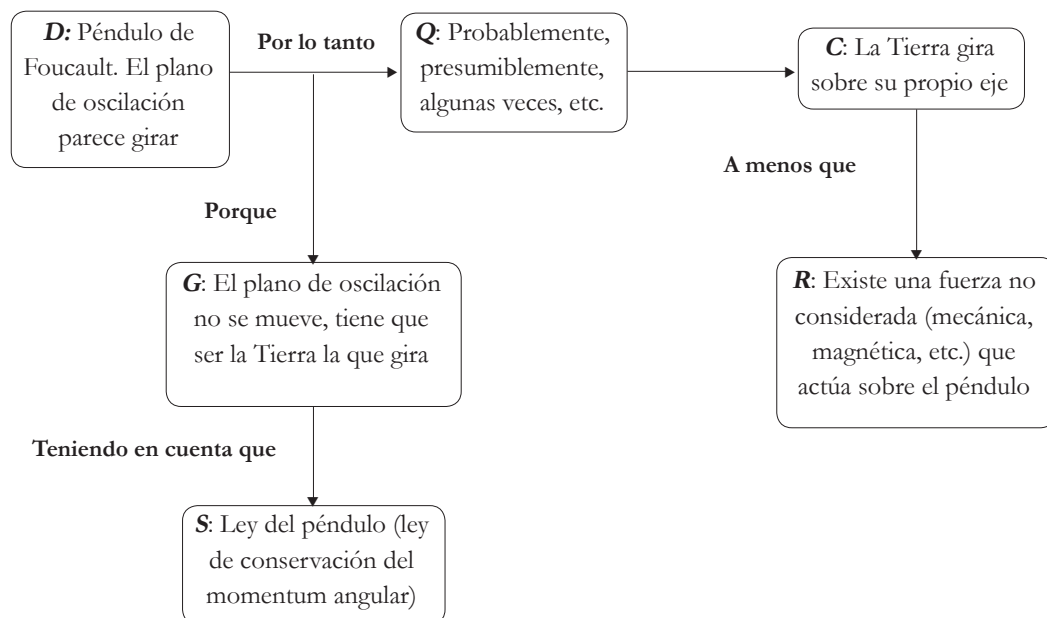 D: Péndulo de
Foucault. El plano
de oscilación
parece girar
Por lo tanto
Q: Probablemente,
presumiblemente,
algunas veces, etc.
C: La Tierra gira
sobre su propio eje
A menos que
Porque
G: El plano de oscilación
no se mueve, tiene que
ser la Tierra la que gira
R: Existe una fuerza no
considerada (mecánica,
magnética, etc.) que
actúa sobre el péndulo
Teniendo en cuenta que
S: Ley del péndulo (ley
de conservación del
momentum angular)